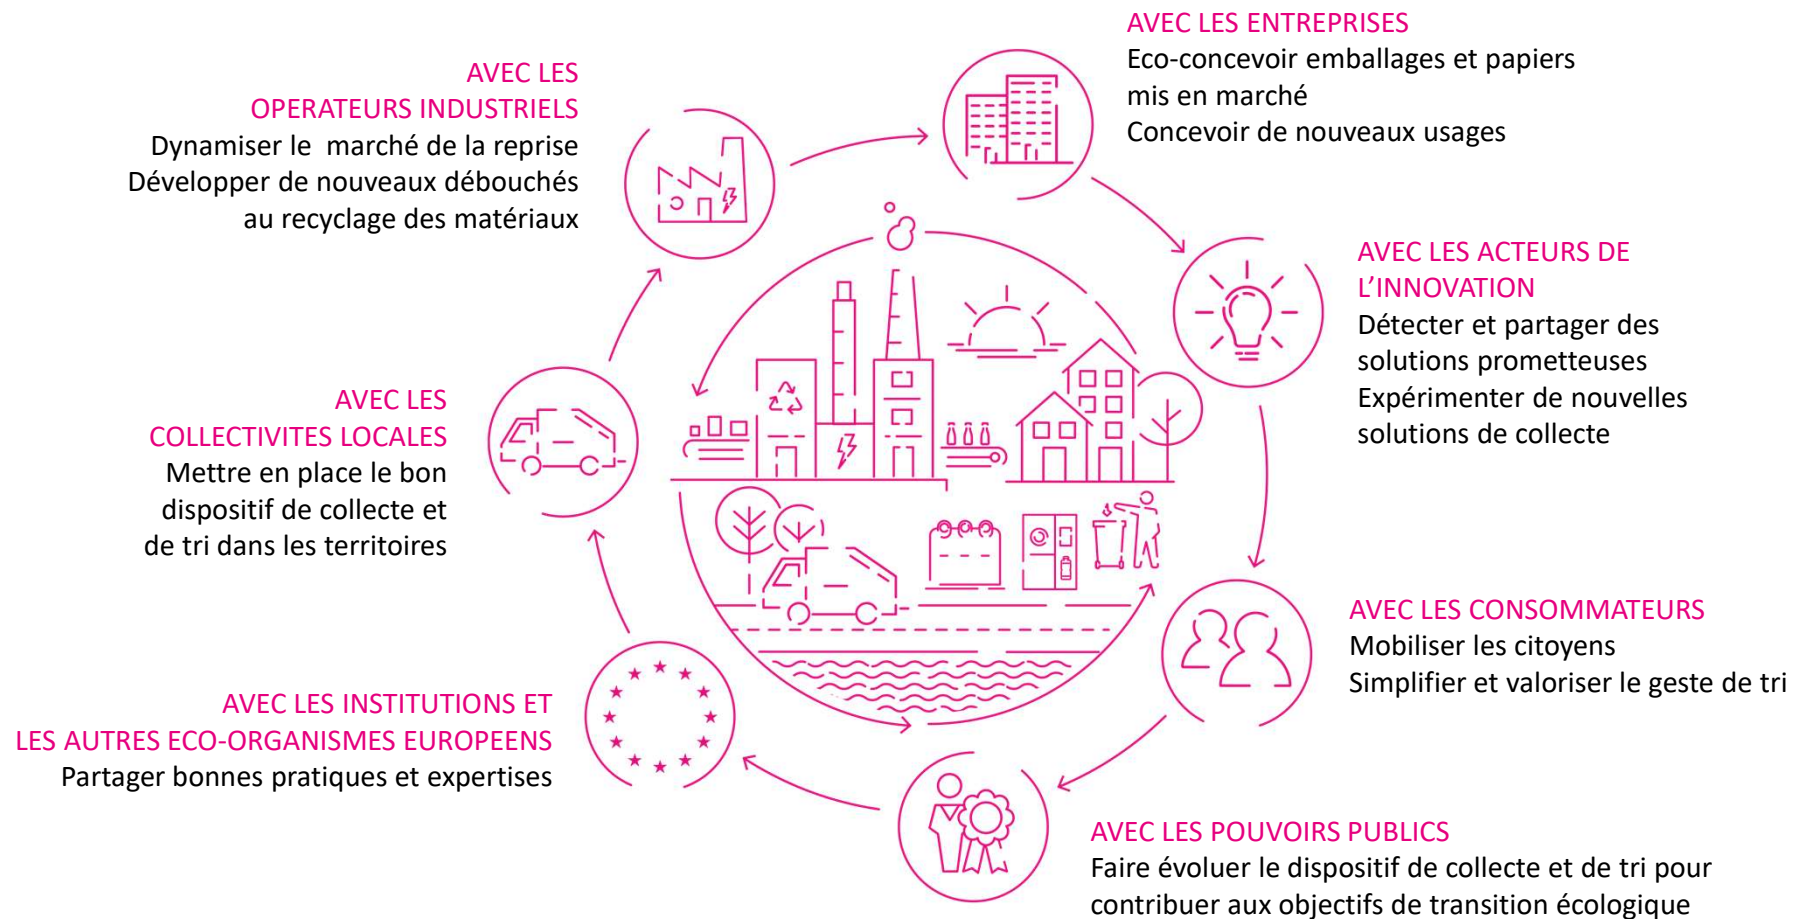 AVEC LES ENTREPRISES
Eco-concevoir emballages et papiers
mis en marché
Concevoir de nouveaux usages
AVEC LES ACTEURS DE
L’INNOVATION
Détecter et partager des
solutions prometteuses
Expérimenter de nouvelles
solutions de collecte
AVEC LES CONSOMMATEURS
Mobiliser les citoyens
Simplifier et valoriser le geste de tri
AVEC LES POUVOIRS PUBLICS
Faire évoluer le dispositif de collecte et de tri pour
contribuer aux objectifs de transition écologique
AVEC LES INSTITUTIONS ET
LES AUTRES ECO-ORGANISMES EUROPEENS
Partager bonnes pratiques et expertises
AVEC LES
COLLECTIVITES LOCALES
Mettre en place le bon
dispositif de collecte et
de tri dans les territoires
AVEC LES
OPERATEURS INDUSTRIELS
Dynamiser le  marché de la reprise
Développer de nouveaux débouchés
au recyclage des matériaux